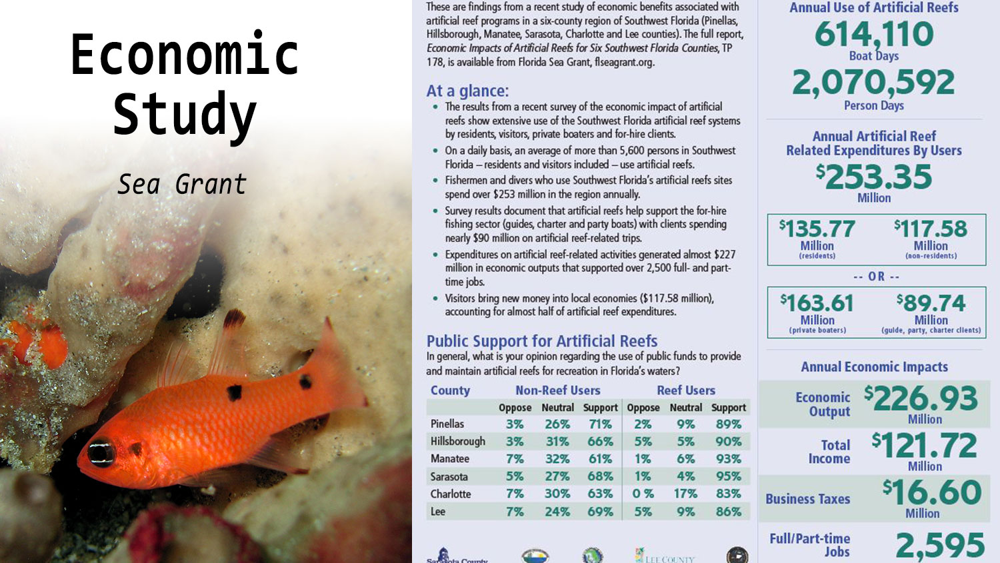 Economic
Study
Sea Grant
These are findings from a recent study of economic benefits associated with
artificial reef programs in a six-county region of Southwest Florida (Pinellas,
Hillsborough, Manatee, Sarasota, Charlotte and Lee counties). The full report,
Economic Impacts of Artificial Reefs for Six Southwest Florida Counties, TP
178, is available from Florida Sea Grant, flseagrant.org.
At a glance:
• The results from a recent survey of the economic impact of artificial
reefs show extensive use of the Southwest Florida artificial reef systems
by residents, visitors, private boaters and for-hire clients.
• On a daily basis, an average of more than 5,600 persons in Southwest
Florida – residents and visitors included – use artificial reefs.
• Fishermen and divers who use Southwest Florida's artificial reefs sites
spend over $253 million in the region annually.
• Survey results document that artificial reefs help support the for-hire
fishing sector (guides, charter and party boats) with clients spending
nearly $90 million on artificial reef-related trips.
• Expenditures on artificial reef-related activities generated almost $227
million in economic outputs that supported over 2,500 full- and part-
time jobs.
• Visitors bring new money into local economies ($117.58 million),
accounting for almost half of artificial reef expenditures.
Public Support for Artificial Reefs
In general, what is your opinion regarding the use of public funds to provide
and maintain artificial reefs for recreation in Florida's waters?
County Non-Reef Users Reef Users
Oppose Neutral Support Oppose Neutral Support
Pinellas 3% 26% 71% 2% 9% 89%
Hillsborough 3% 31% 66% 5% 5% 90%
Manatee 7% 32% 61% 1% 6% 93%
Sarasota 5% 27% 68% 1% 4% 95%
Charlotte 7% 30% 63% 0 % 17% 83%
Lee 7% 24% 69% 5% 9% 86%
Sarasota County
LEE COUNTY
Annual Use of Artificial Reefs
614,110
Boat Days
2,070,592
Person Days
Annual Artificial Reef
Related Expenditures By Users
$253.35
Million
$135.77 $117.58
Million Million
(residents) (non-residents)
-- OR --
$163.61 $89.74
Million Million
(private boaters) (guide, party, charter clients)
Annual Economic Impacts
Economic
Output
$226.93
Million
Total
Income
$121.72
Million
Business Taxes
$16.60
Million
Full/Part-time
Jobs
2,595